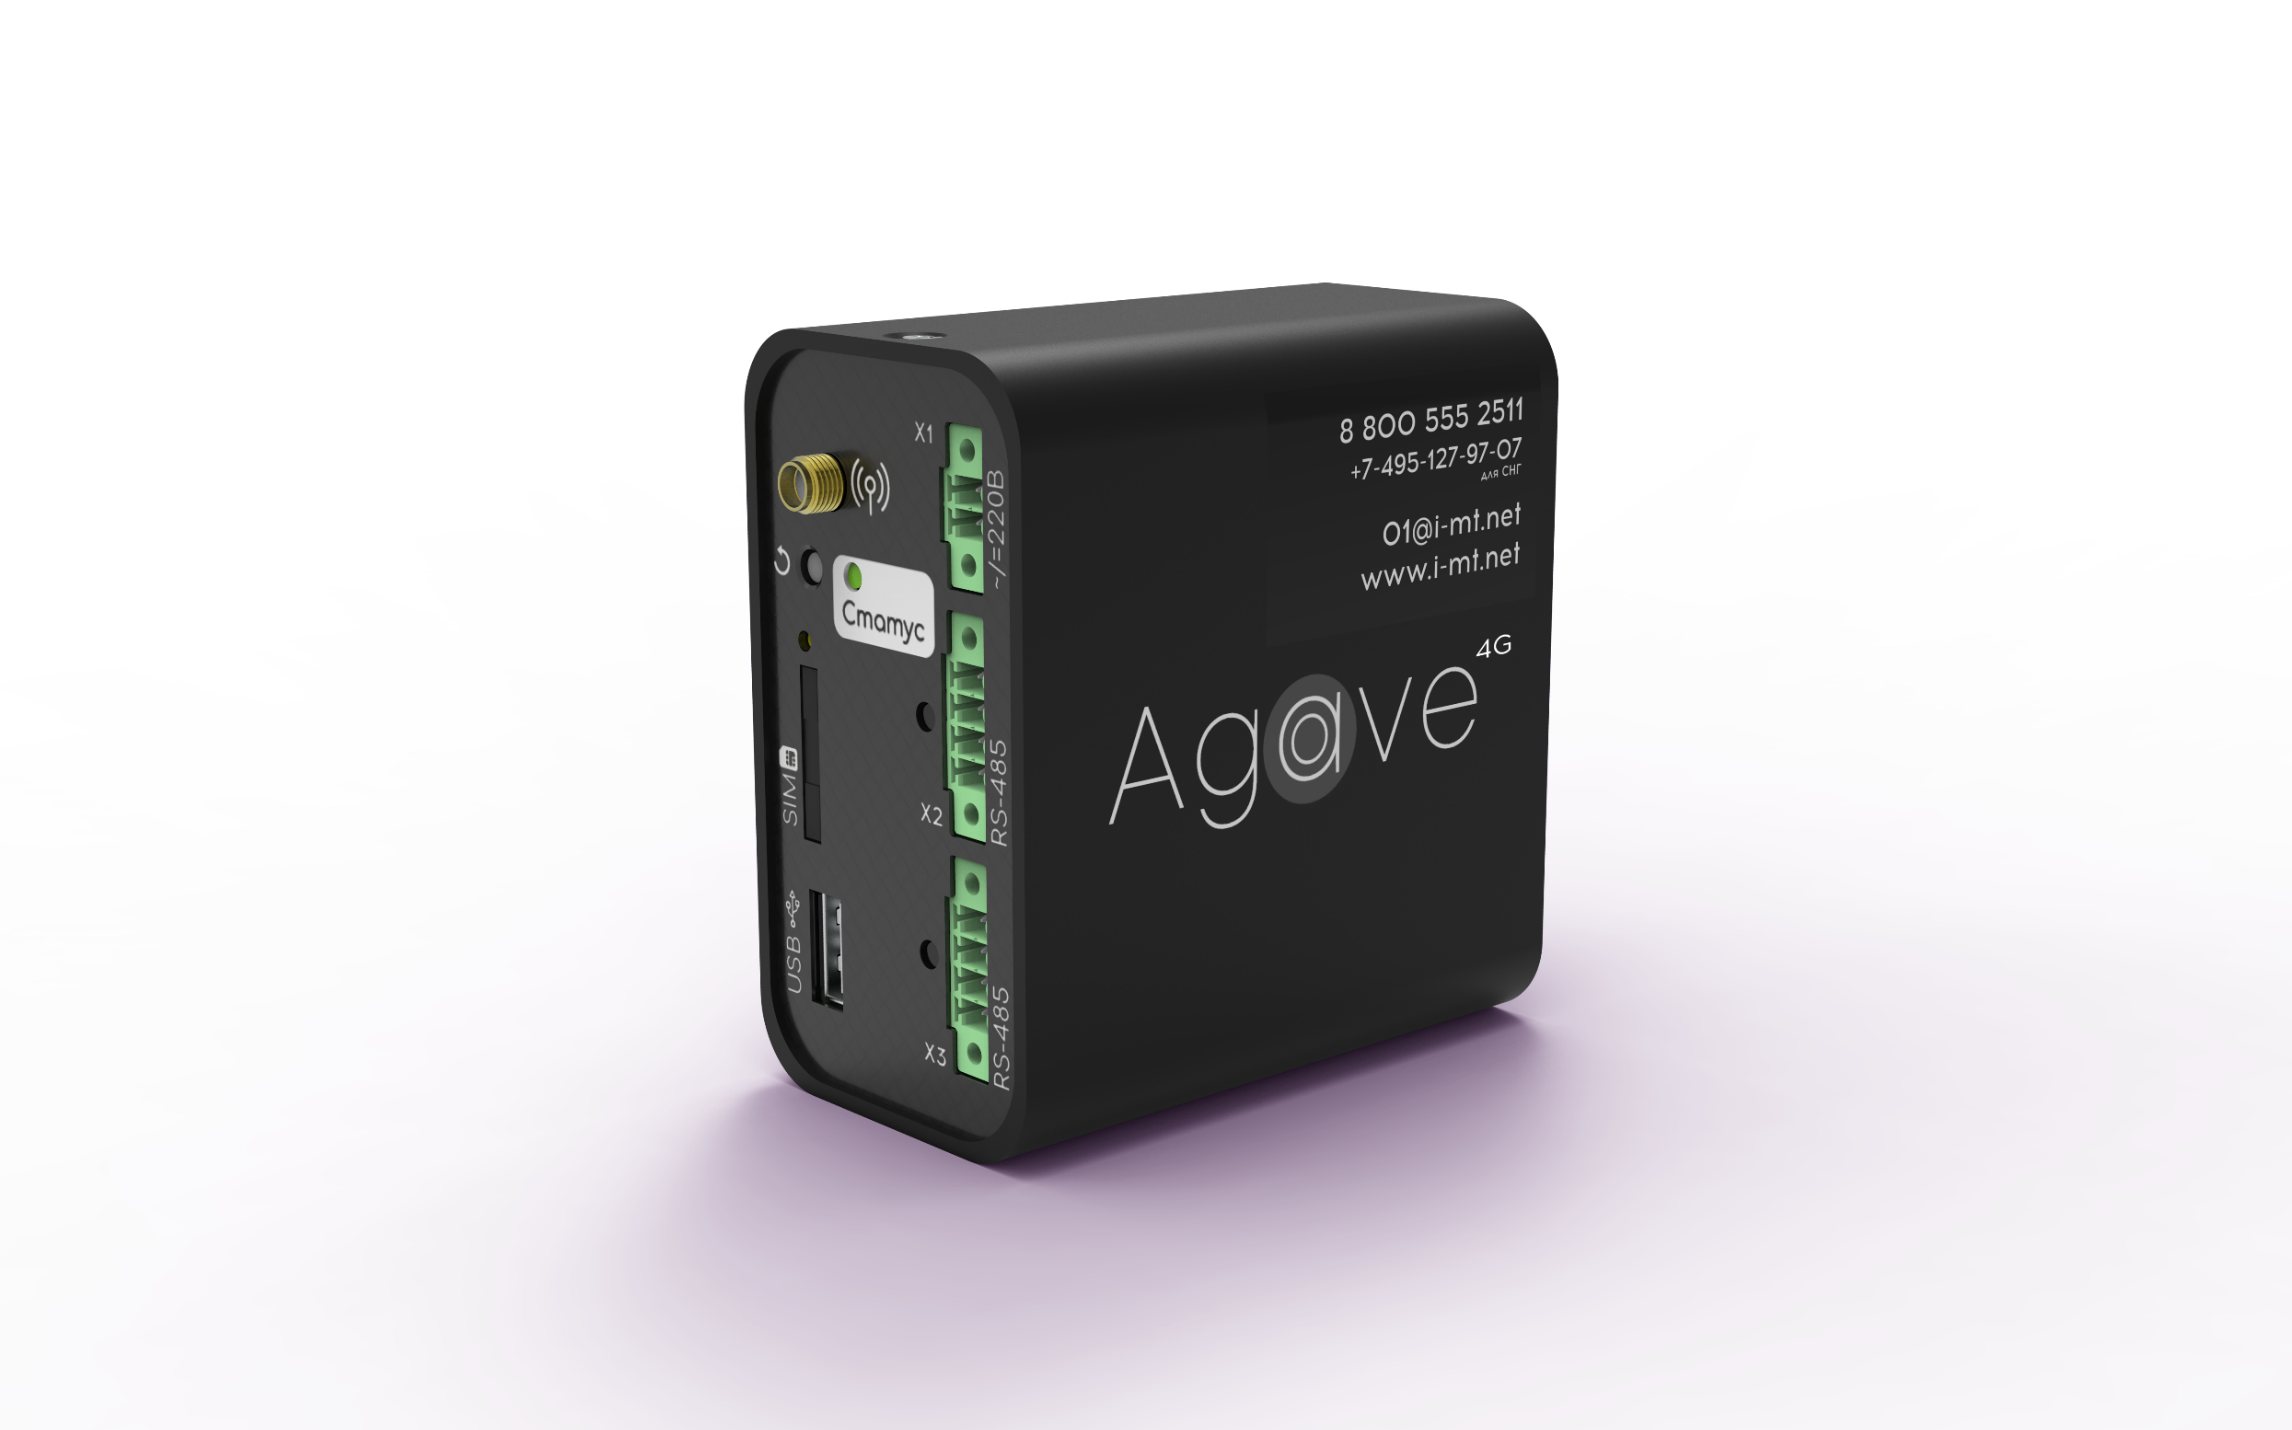 X1
~/=220В
Статус
SIM
X2
RS-485
USB
X3
RS-485
8 800 555 2511
+7-495-127-97-07
для СНГ
01@i-mt.net
www.i-mt.net
Agave 4G